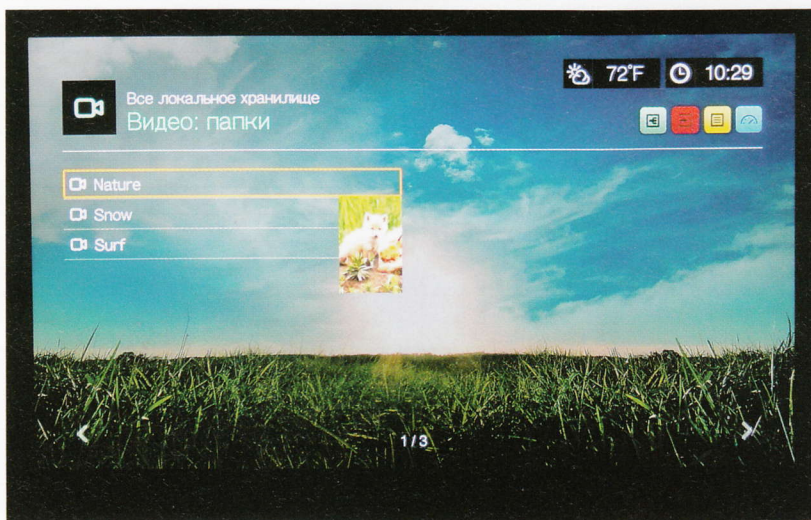 Все локальное хранилище
Видео: папки
72°F
10:29
Nature
Snow
Surf
1/3